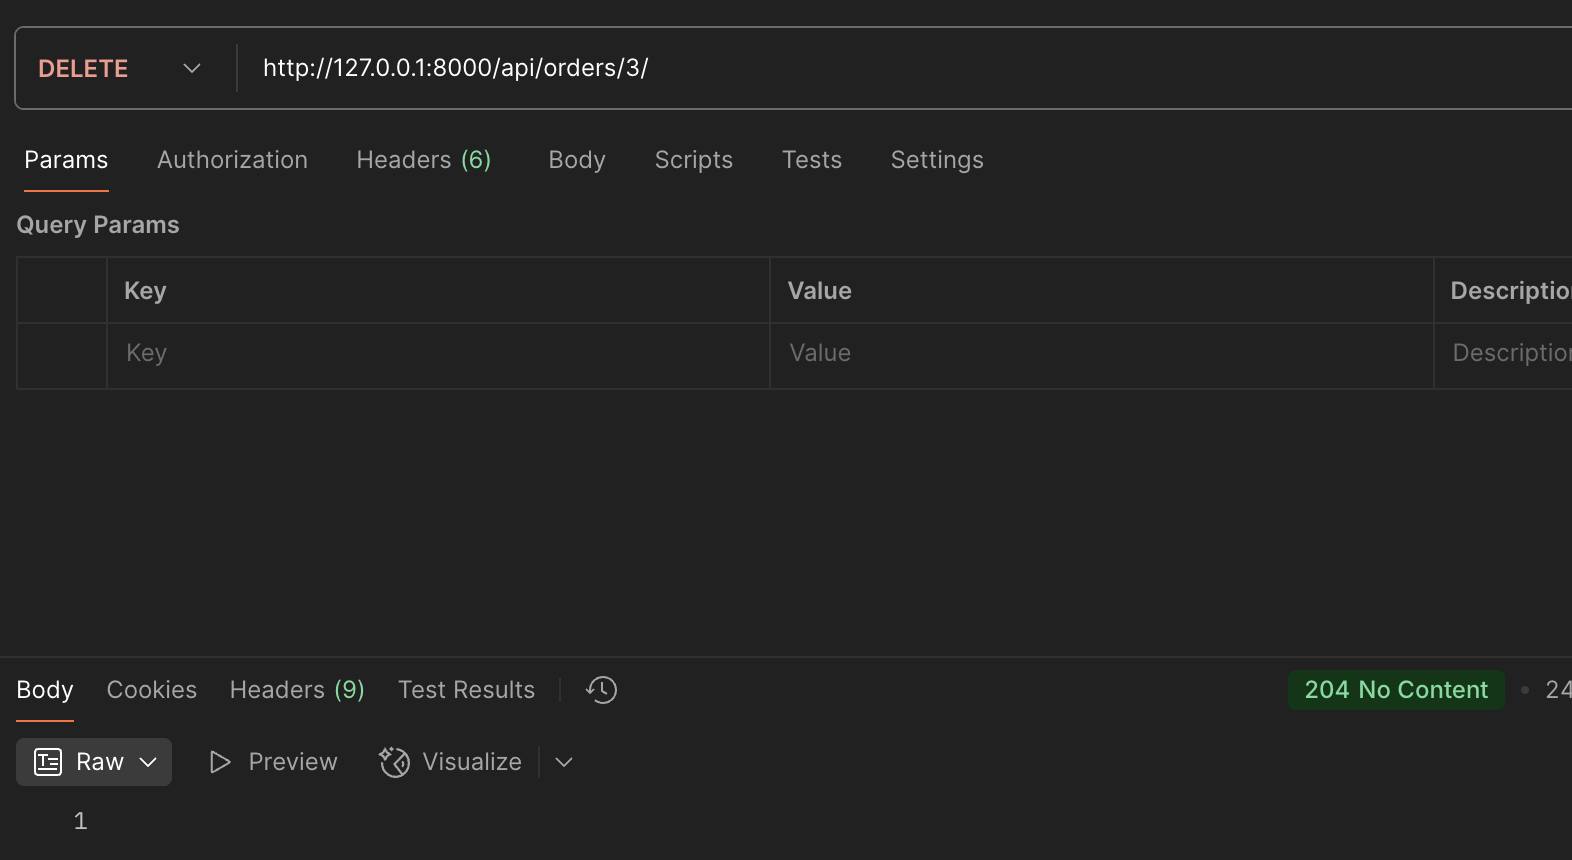 DELETE http://127.0.0.1:8000/api/orders/3/
Params Authorization Headers (6) Body Scripts Tests Settings
Query Params
Key Value Descriptio
Key Value Description
Body Cookies Headers (9) Test Results 204 No Content • 24
Raw Preview Visualize
1